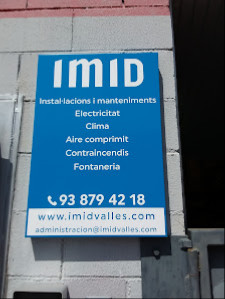 IMID
Instal·lacions i manteniments
Electricitat
Clima
Aire comprimit
Contraincendis
Fontaneria
93 879 42 18
www.imidvalles.com
administracion@imidvalles.com